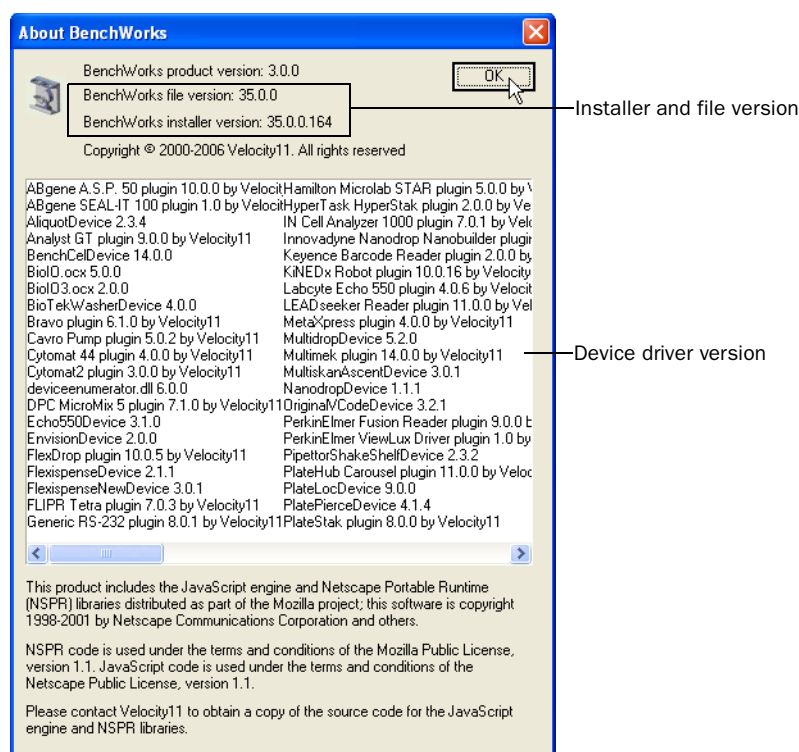 About BenchWorks
BenchWorks product version: 3.0.0
OK
BenchWorks file version: 35.0.0
Installer and file version
BenchWorks installer version: 35.0.0.164
Copyright © 2000-2006 Velocity11. All rights reserved
ABgene A.S.P. 50 plugin 10.0.0 by Velocit
ABgene SEAL-IT 100 plugin 1.0 by Velocit
AliquotDevice 2.3.4
Analyst GT plugin 9.0.0 by Velocity11
BenchCelDevice 14.0.0
BioIO.ocx 5.0.0
BioIO3.ocx 2.0.0
BioTekWasherDevice 4.0.0
Bravo plugin 6.1.0 by Velocity11
Cavro Pump plugin 5.0.2 by Velocity11
Cytomat 44 plugin 4.0.0 by Velocity11
Cytomat2 plugin 3.0.0 by Velocity11
deviceenumerator.dll 6.0.0
DPC MicroMix 5 plugin 7.1.0 by Velocity11
Echo550Device 3.1.0
EnvisionDevice 2.0.0
FlexDrop plugin 10.0.5 by Velocity11
FlexispenseDevice 2.1.1
FlexispenseNewDevice 3.0.1
FLIPR Tetra plugin 7.0.3 by Velocity11
Generic RS-232 plugin 8.0.1 by Velocity11
Hamilton Microlab STAR plugin 5.0.0 by
HyperTask HyperStak plugin 2.0.0 by Ve
IN Cell Analyzer 1000 plugin 7.0.1 by Velo
Innovadyne Nanodrop Nanobuilder plugin
Keyence Barcode Reader plugin 2.0.0 by
KiNEDx Robot plugin 10.0.16 by Velocity
Labcyte Echo 550 plugin 4.0.6 by Velocit
LEADseeker Reader plugin 11.0.0 by Vel
MetaXpress plugin 4.0.0 by Velocity11
MultidropDevice 5.2.0
Multimek plugin 14.0.0 by Velocity11
MultiskanAscentDevice 3.0.1
NanodropDevice 1.1.1
OriginalVCodeDevice 3.2.1
PerkinElmer Fusion Reader plugin 9.0.0
PerkinElmer ViewLux Driver plugin 1.0 by
PipettorShakeShelfDevice 2.3.2
PlateHub Carousel plugin 11.0.0 by Veloc
PlateLocDevice 9.0.0
PlatePierceDevice 4.1.4
PlateStak plugin 8.0.0 by Velocity11
Device driver version
This product includes the JavaScript engine and Netscape Portable Runtime
(NSPR) libraries distributed as part of the Mozilla project; this software is copyright
1998-2001 by Netscape Communications Corporation and others.
NSPR code is used under the terms and conditions of the Mozilla Public License,
version 1.1. JavaScript code is used under the terms and conditions of the
Netscape Public License, version 1.1.
Please contact Velocity11 to obtain a copy of the source code for the JavaScript
engine and NSPR libraries.